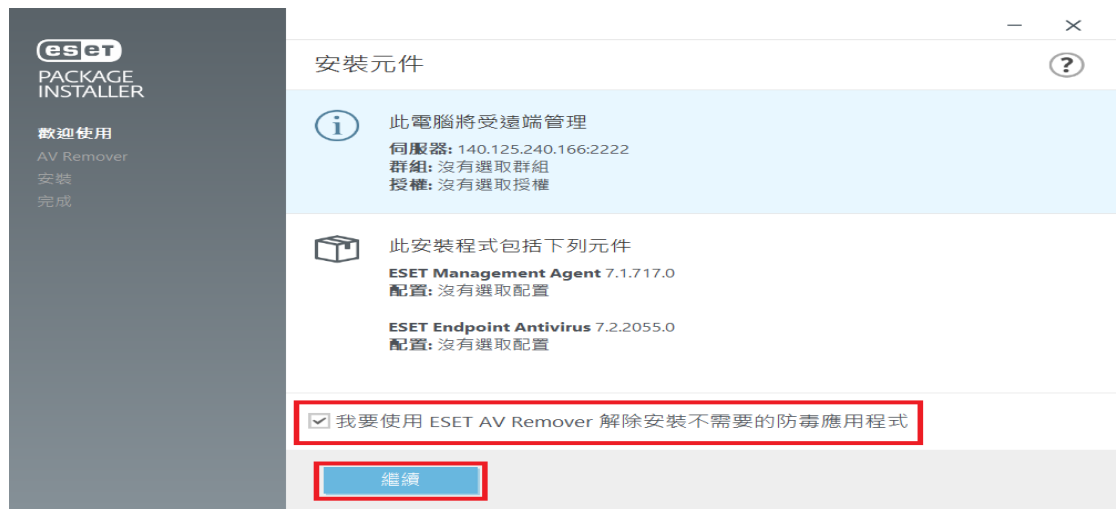 eset
PACKAGE
INSTALLER
歡迎使用
AV Remover
安裝
完成
安裝元件
?
i
此電腦將受遠端管理
伺服器: 140.125.240.166:2222
群組: 沒有選取群組
授權: 沒有選取授權
此安裝程式包括下列元件
ESET Management Agent 7.1.717.0
配置: 沒有選取配置
ESET Endpoint Antivirus 7.2.2055.0
配置: 沒有選取配置
我要使用 ESET AV Remover 解除安裝不需要的防毒應用程式
繼續